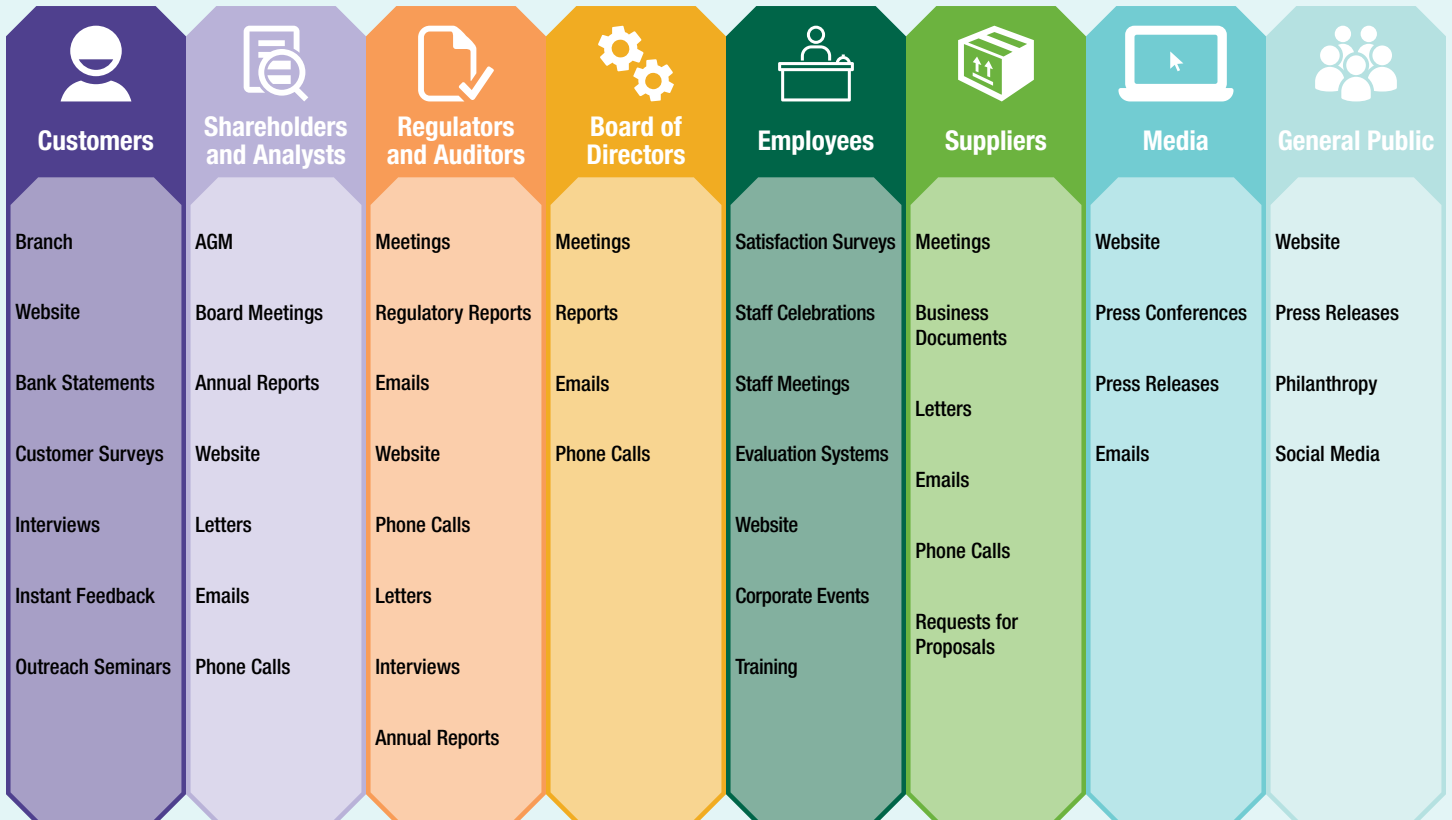 Customers
Branch
Website
Bank Statements
Customer Surveys
Interviews
Instant Feedback
Outreach Seminars
Shareholders
and Analysts
AGM
Board Meetings
Annual Reports
Website
Letters
Emails
Phone Calls
Regulators
and Auditors
Meetings
Regulatory Reports
Emails
Website
Phone Calls
Letters
Interviews
Annual Reports
Board of
Directors
Meetings
Reports
Emails
Phone Calls
Employees
Satisfaction Surveys
Staff Celebrations
Staff Meetings
Evaluation Systems
Website
Corporate Events
Training
Suppliers
Meetings
Business
Documents
Letters
Emails
Phone Calls
Requests for
Proposals
Media
Website
Press Conferences
Press Releases
Emails
General Public
Website
Press Releases
Philanthropy
Social Media